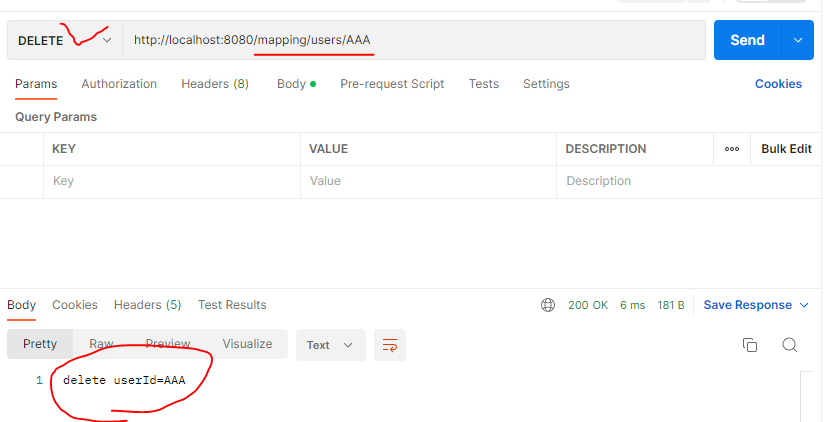 DELETE http://localhost:8080/mapping/users/AAA Send
Params Authorization Headers (8) Body Pre-request Script Tests Settings Cookies
Query Params
KEY VALUE DESCRIPTION ooo Bulk Edit
Key Value Description
Body Cookies Headers (5) Test Results 200 OK 6 ms 181 B Save Response
Pretty Raw Preview Visualize Text
1 delete userId=AAA